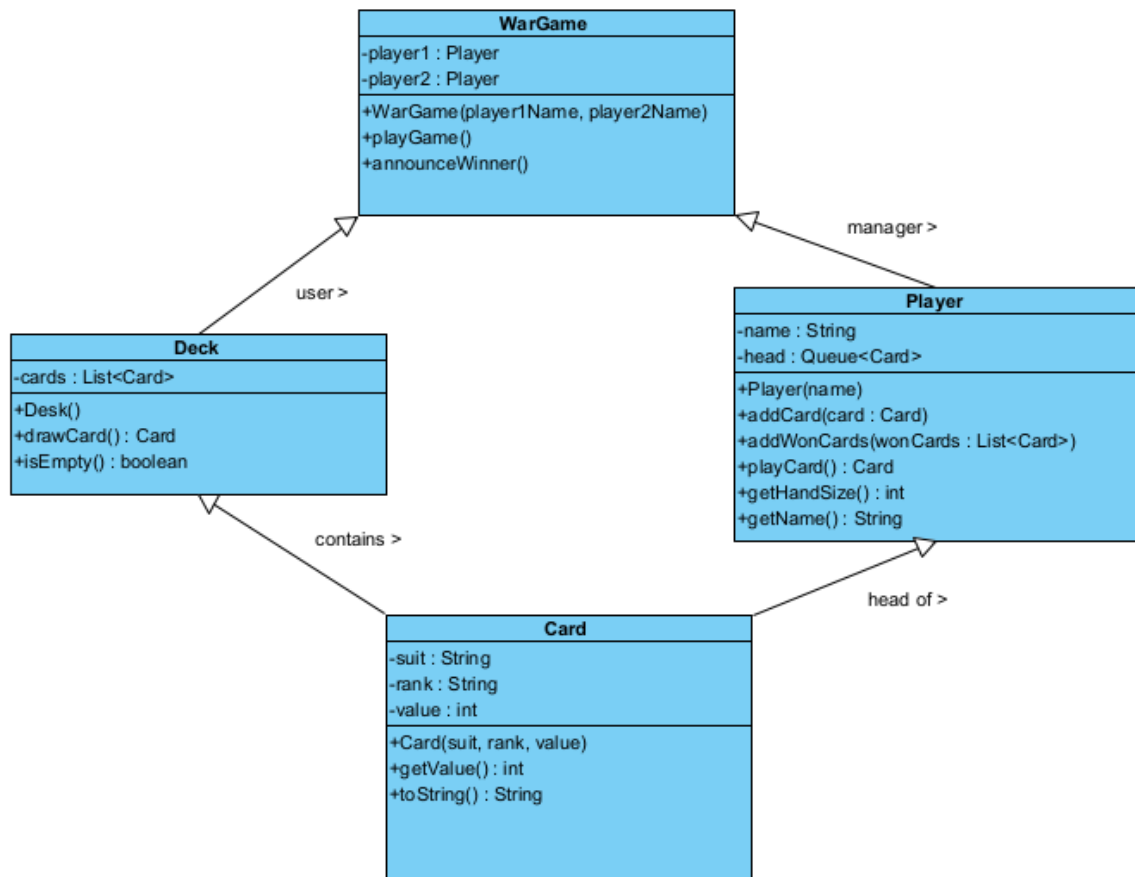 WarGame
-player1 : Player
-player2 : Player
+WarGame(player1Name, player2Name)
+playGame()
+announceWinner()
manager >
user >
Player
-name : String
-head : Queue<Card>
+Player(name)
+addCard(card : Card)
+addWonCards(wonCards : List<Card>)
+playCard() : Card
+getHandSize() : int
+getName() : String
Deck
-cards : List<Card>
+Desk()
+drawCard() : Card
+isEmpty() : boolean
contains >
head of >
Card
-suit : String
-rank : String
-value : int
+Card(suit, rank, value)
+getValue() : int
+toString() : String